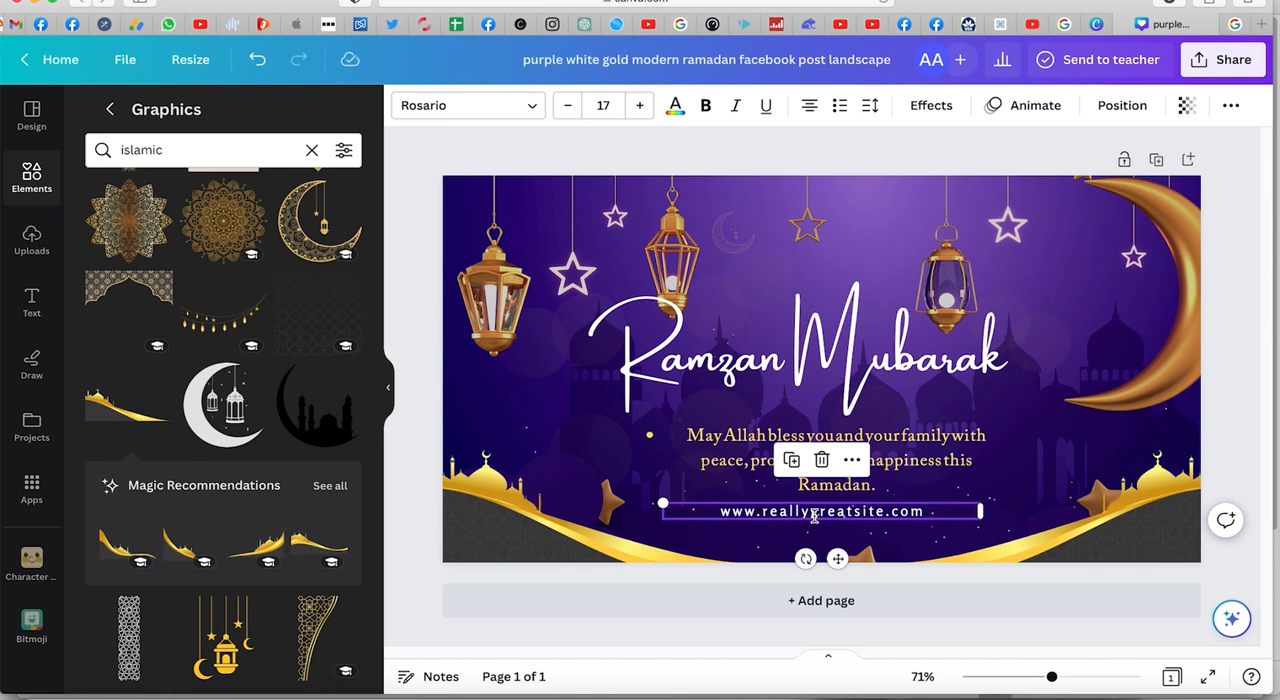 purple...
Home File Resize purple white gold modern ramadan facebook post landscape AA + Send to teacher Share
Design
Elements
Uploads
Text
Draw
Projects
Apps
Character ...
Bitmoji
Graphics
islamic
Magic Recommendations See all
Rosario – 17 + A B I U Effects Animate Position
Ramzan Mubarak
May Allah bless you and your family with
happiness this
Ramadan.
www.reallygreatsite.com
+ Add page
Notes Page 1 of 1 71% 1 ?